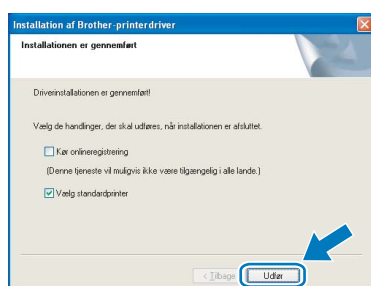 Installation af Brother-printerdriver
Installationen er gennemført
Driverinstallationen er gennemført!
Vælg de handlinger, der skal udføres, når installationen er afsluttet.
Kør onlineregistrering
(Denne tjeneste vil muligvis ikke være tilgængelig i alle lande.)
Vælg standardprinter
< Tilbage
Udfør